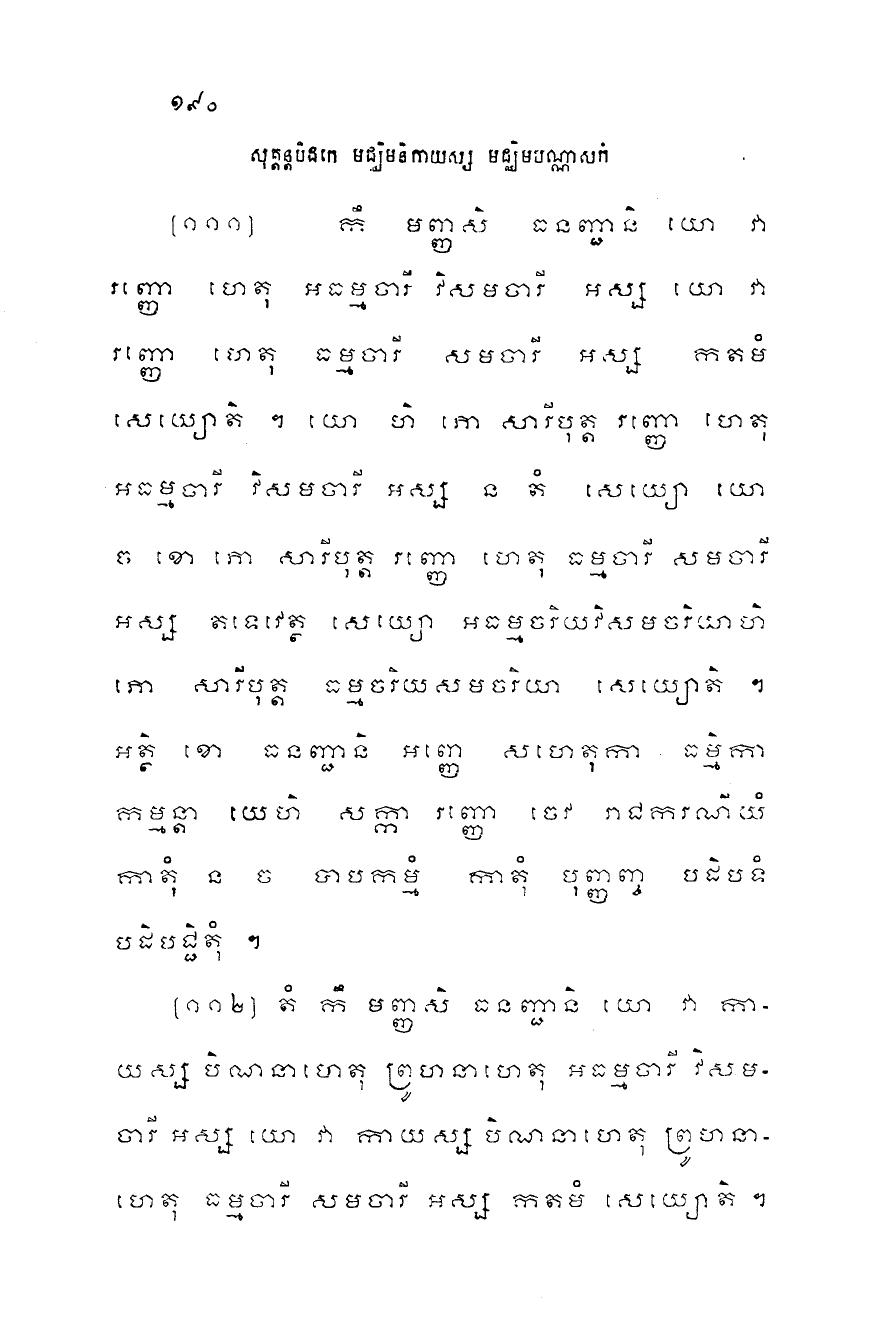 ១៩០
សុត្តន្តបិដកេ មជ្ឈិមនិកាយស្ស មជ្ឈិមបណ្ណាសកំ
[១១១] កឹ មញ្ញសិ ធនញ្ជានិ យោ វា
រញ្ញោ ហេតុ អធម្មចារី វិសមចារី អស្ស យោ វា
រញ្ញោ ហេតុ ធម្មចារី សមចារី អស្ស កតមំ
សេយ្យោតិ ។ យោ ហិ ភោ សារីបុត្ត រញ្ញោ ហេតុ
អធម្មចារី វិសមចារី អស្ស ន តំ សេយ្យោ យោ
ច ខោ ភោ សារីបុត្ត រញ្ញោ ហេតុ ធម្មចារី សមចារី
អស្ស តទេវេត្ថ សេយ្យោ អធម្មចរិយវិសមចរិយាហិ
ភោ សារីបុត្ត ធម្មចរិយសមចរិយា សេយ្យោតិ ។
អត្ថិ ខោ ធនញ្ជានិ អញ្ញេ សហេតុកា ធម្មិកា
កម្មន្តា យេហិ សក្កា រញ្ញោ ចេវ រាជករណីយំ
កាតុំ ន ច បាបកម្មំ កាតុំ បុញ្ញញ្ច បដិបទំ
បដិបជ្ជិតុំ ។
[១១២] តំ កឹ មញ្ញសិ ធនញ្ជានិ យោ វា កា-
យស្ស បិណនាហេតុ ព្រូហនាហេតុ អធម្មចារី វិសម-
ចារី អស្ស យោ វា កាយស្ស បិណនាហេតុ ព្រូហនា-
ហេតុ ធម្មចារី សមចារី អស្ស កតមំ សេយ្យោតិ ។